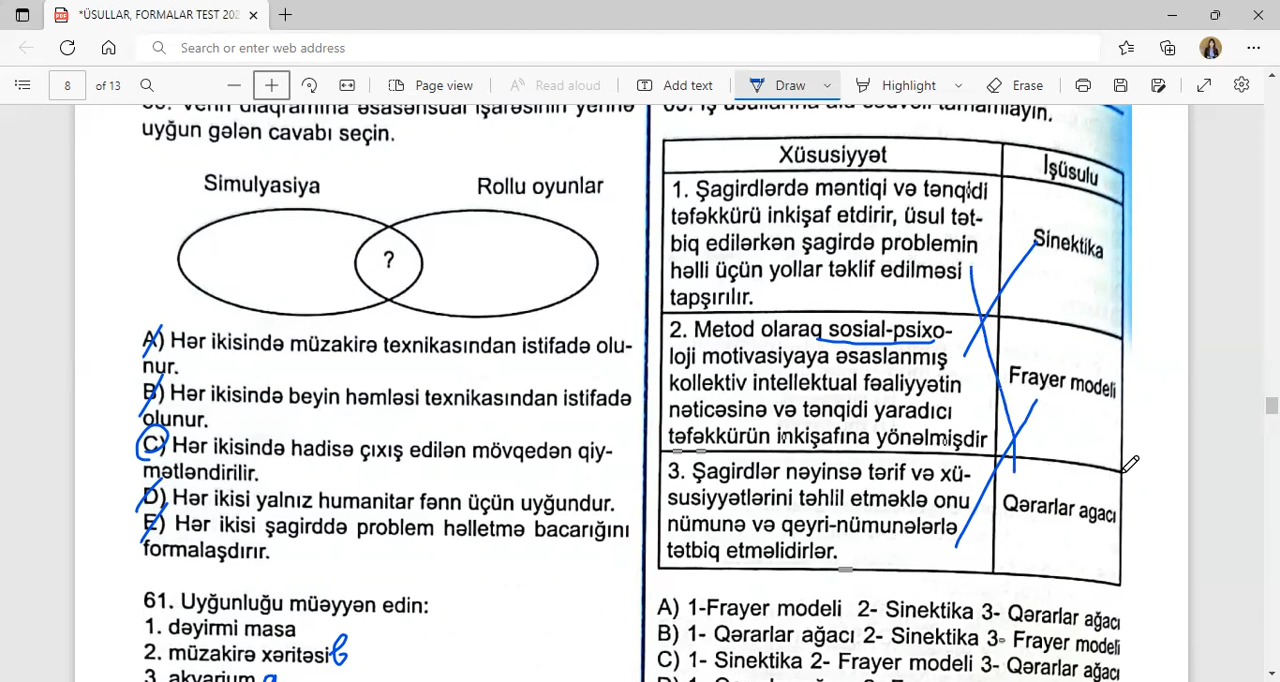 *ÜSULLAR, FORMALAR TEST 202
Search or enter web address
8 of 13
Page view
Read aloud
Add text
Draw
Highlight
Erase
uyğun gələn cavabı seçin.
Simulyasiya
Rollu oyunlar
?
A) Hər ikisində müzakirə texnikasından istifadə olu-
nur.
B) Hər ikisində beyin həmləsi texnikasından istifadə
olunur.
C) Hər ikisində hadisə çıxış edilən mövqedən qiy-
mətləndirilir.
D) Hər ikisi yalnız humanitar fənn üçün uyğundur.
E) Hər ikisi şagirddə problem həlletmə bacarığını
formalaşdırır.
61. Uyğunluğu müəyyən edin:
1. dəyirmi masa
2. müzakirə xəritəsi b
3. akvarium a
tamamlayın.
Xüsusiyyət
İşüsulu
1. Şagirdlərdə məntiqi və tənqidi
təfəkkürü inkişaf etdirir, üsul tət-
biq edilərkən şagirdə problemin
həlli üçün yollar təklif edilməsi
tapşırılır.
Sinektika
2. Metod olaraq sosial-psixo-
loji motivasiyaya əsaslanmış
kollektiv intellektual fəaliyyətin
nəticəsinə və tənqidi yaradıcı
təfəkkürün inkişafına yönəlmişdir
Frayer modeli
3. Şagirdlər nəyinsə tərif və xü-
susiyyətlərini təhlil etməklə onu
nümunə və qeyri-nümunələrlə
tətbiq etməlidirlər.
Qərarlar ağacı
A) 1-Frayer modeli 2- Sinektika 3- Qərarlar ağacı
B) 1- Qərarlar ağacı 2- Sinektika 3- Frayer modeli
C) 1- Sinektika 2- Frayer modeli 3- Qərarlar ağacı